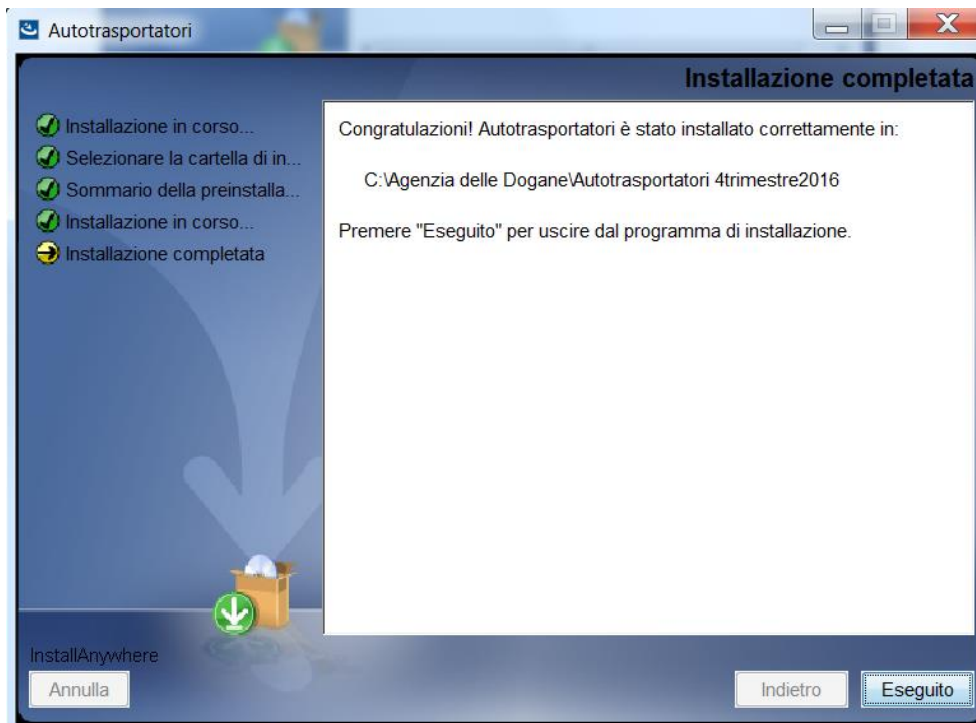 Autotrasportatori
Installazione completata
Installazione in corso...
Selezionare la cartella di in...
Sommario della preinstalla...
Installazione in corso...
Installazione completata
Congratulazioni! Autotrasportatori è stato installato correttamente in:
C:\Agenzia delle Dogane\Autotrasportatori 4trimestre2016
Premere "Eseguito" per uscire dal programma di installazione.
InstallAnywhere
Annulla
Indietro
Eseguito